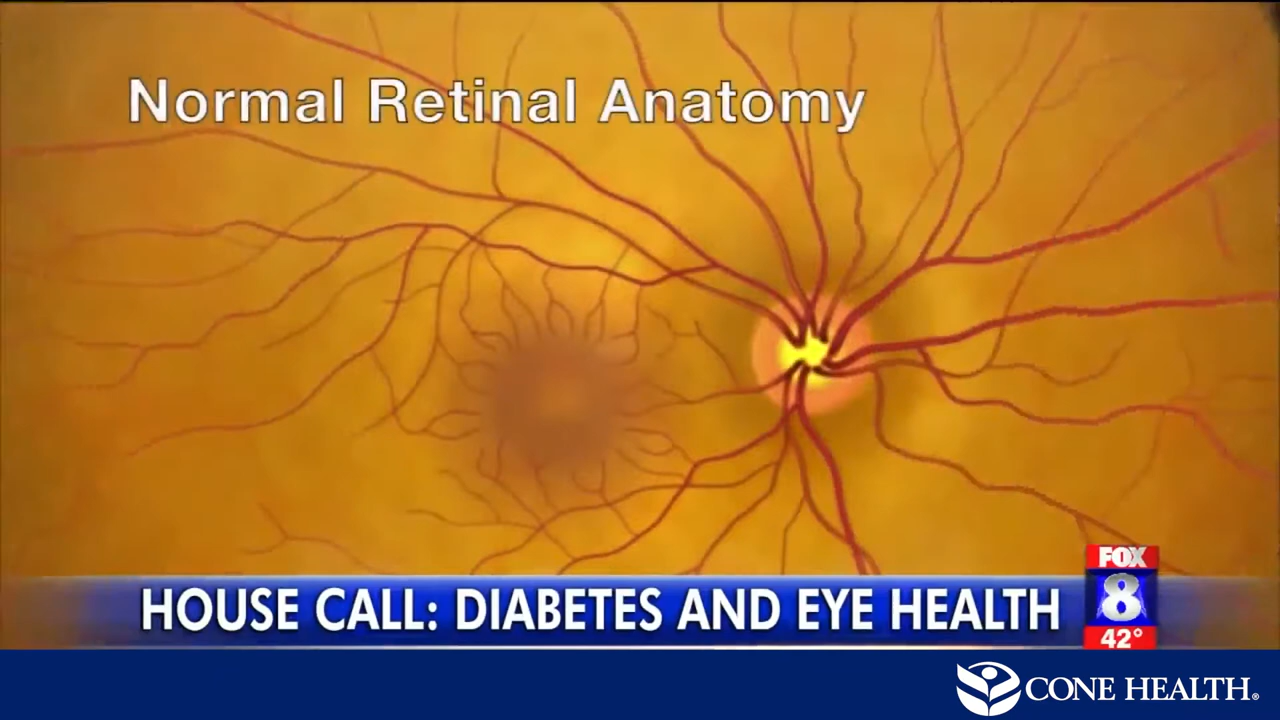 Normal Retinal Anatomy
HOUSE CALL: DIABETES AND EYE HEALTH
FOX
8
42°
CONE HEALTH®